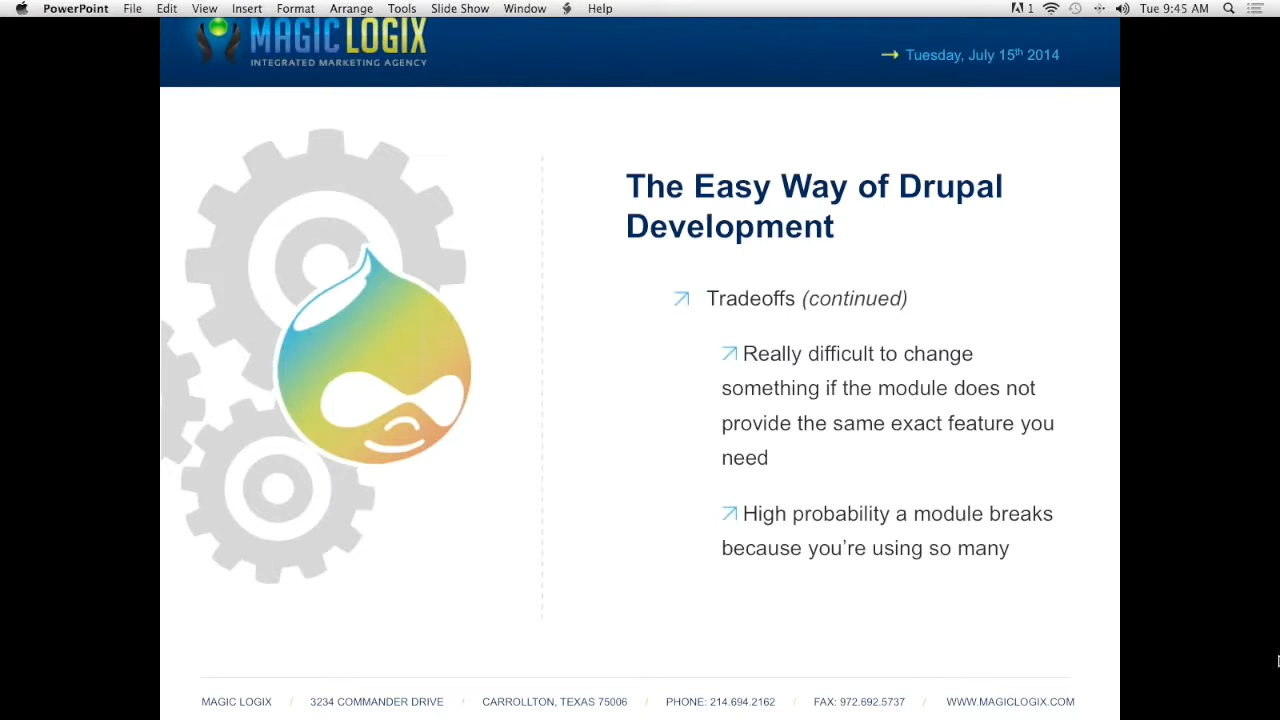 PowerPoint File Edit View Insert Format Arrange Tools Slide Show Window Help 1 Tue 9:45 AM
MAGIC LOGIX
INTEGRATED MARKETING AGENCY
Tuesday, July 15th 2014
The Easy Way of Drupal
Development
Tradeoffs (continued)
Really difficult to change
something if the module does not
provide the same exact feature you
need
High probability a module breaks
because you’re using so many
MAGIC LOGIX / 3234 COMMANDER DRIVE / CARROLLTON, TEXAS 75006 / PHONE: 214.694.2162 / FAX: 972.692.5737 / WWW.MAGICLOGIX.COM